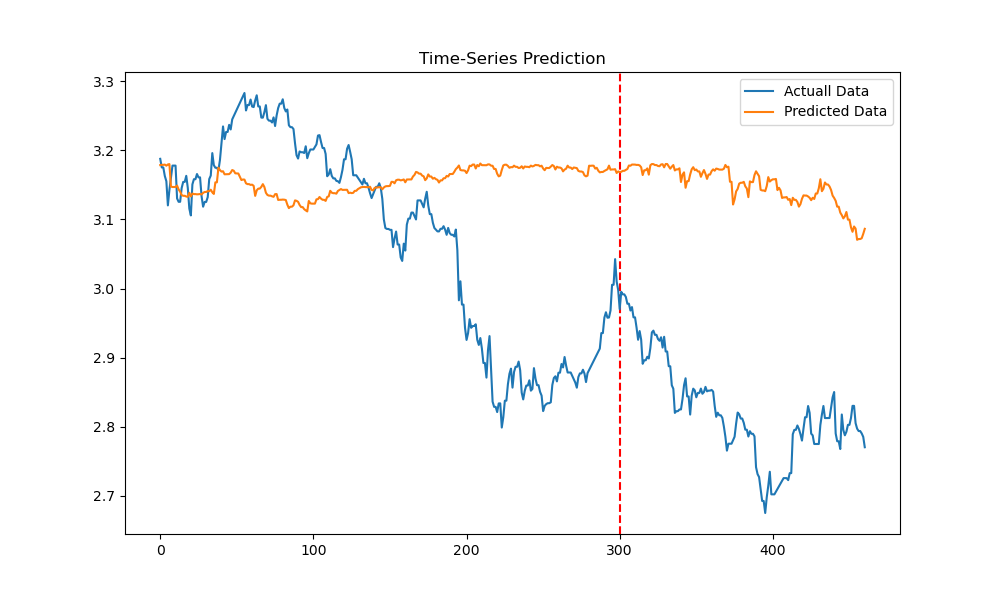 Time-Series Prediction
Actuall Data
Predicted Data
3.3
3.2
3.1
3.0
2.9
2.8
2.7
0 100 200 300 400